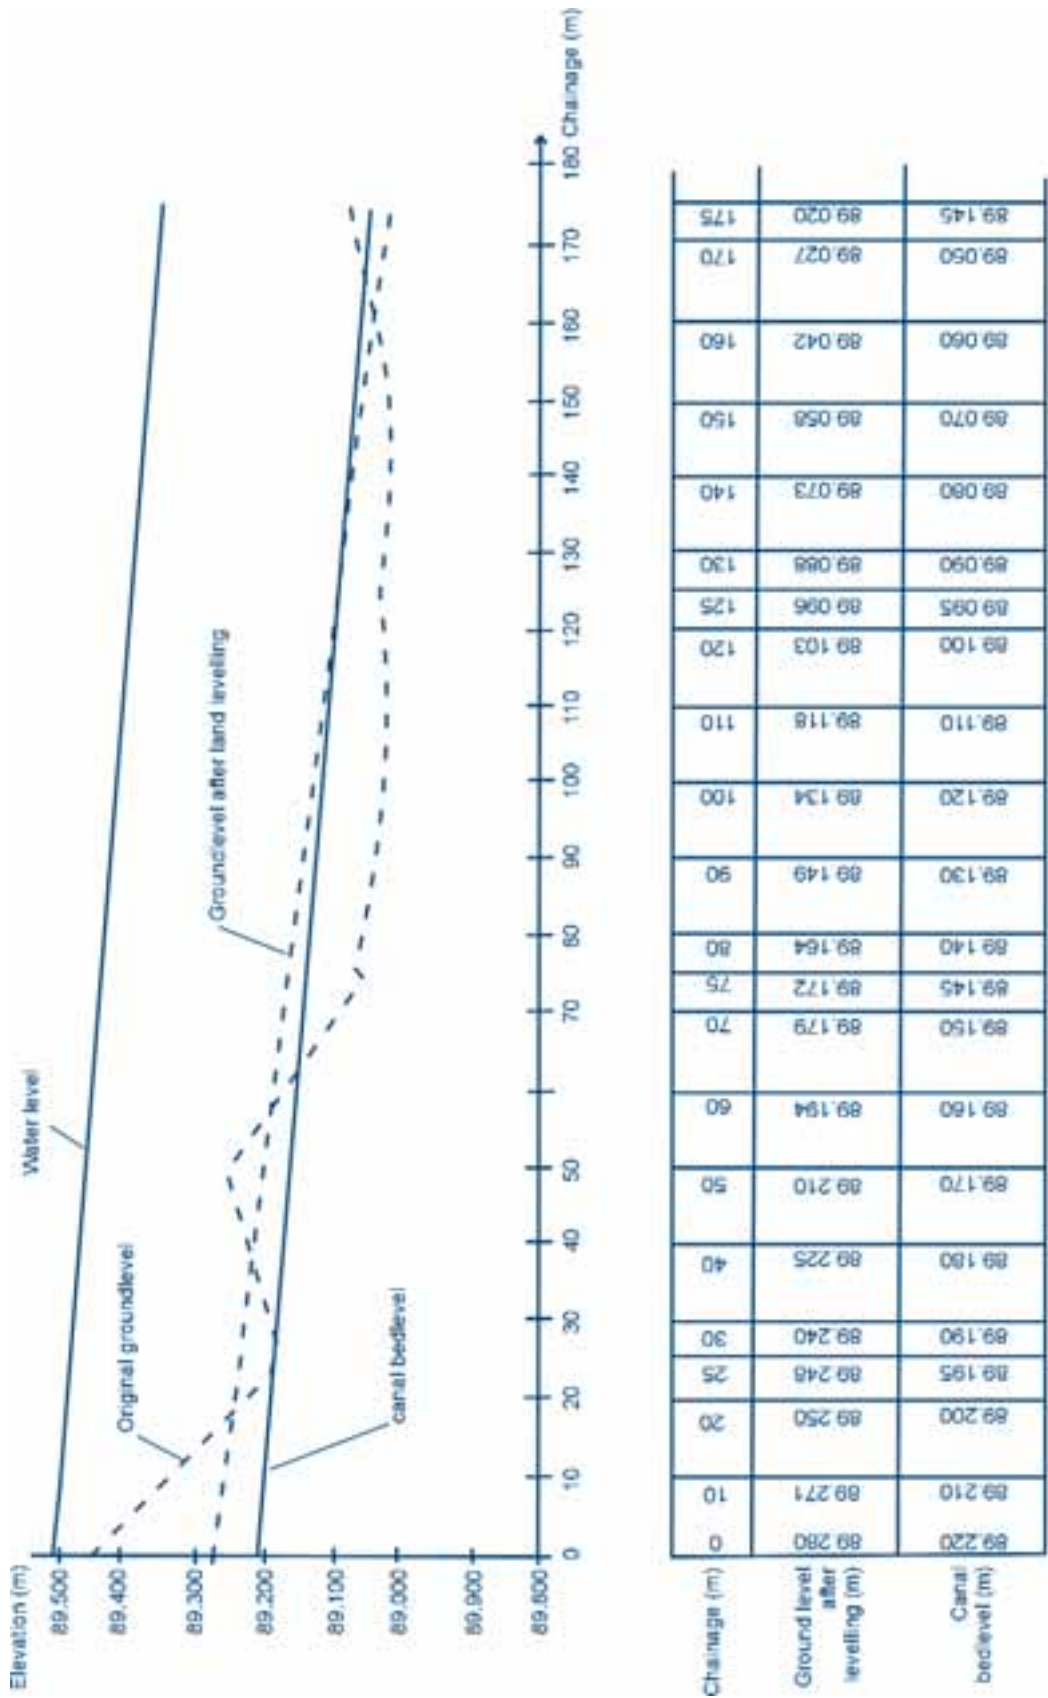 Elevation (m)
Water level
89.500
Original groundlevel
89.400
89.300
Groundlevel after land levelling
89.200
89.100
89.000
canal bedlevel
89.900
89.800
0 10 20 30 40 50 70 80 90 100 110 120 130 140 150 160 170 180 Chainage (m)
Chainage (m) 0 10 20 25 30 40 50 60 70 75 80 90 100 110 120 125 130 140 150 160 170 175
Ground level
after
levelling (m)
89.280 89.271 89.250 89.248 89.240 89.225 89.210 89.194 89.179 89.172 89.164 89.149 89.134 89.118 89.103 89.096 89.088 89.073 89.058 89.042 89.027 89.020
Canal
bedlevel (m)
89.220 89.210 89.200 89.195 89.190 89.180 89.170 89.160 89.150 89.145 89.140 89.130 89.120 89.110 89.100 89.095 89.090 89.080 89.070 89.060 89.050 89.145